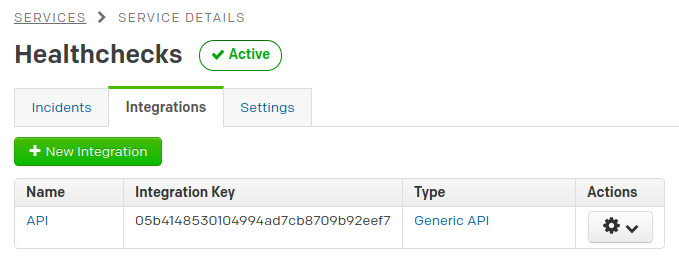 SERVICES > SERVICE DETAILS
Healthchecks Active
Incidents Integrations Settings
+ New Integration
Name Integration Key Type Actions
API 05b4148530104994ad7cb8709b92eef7 Generic API